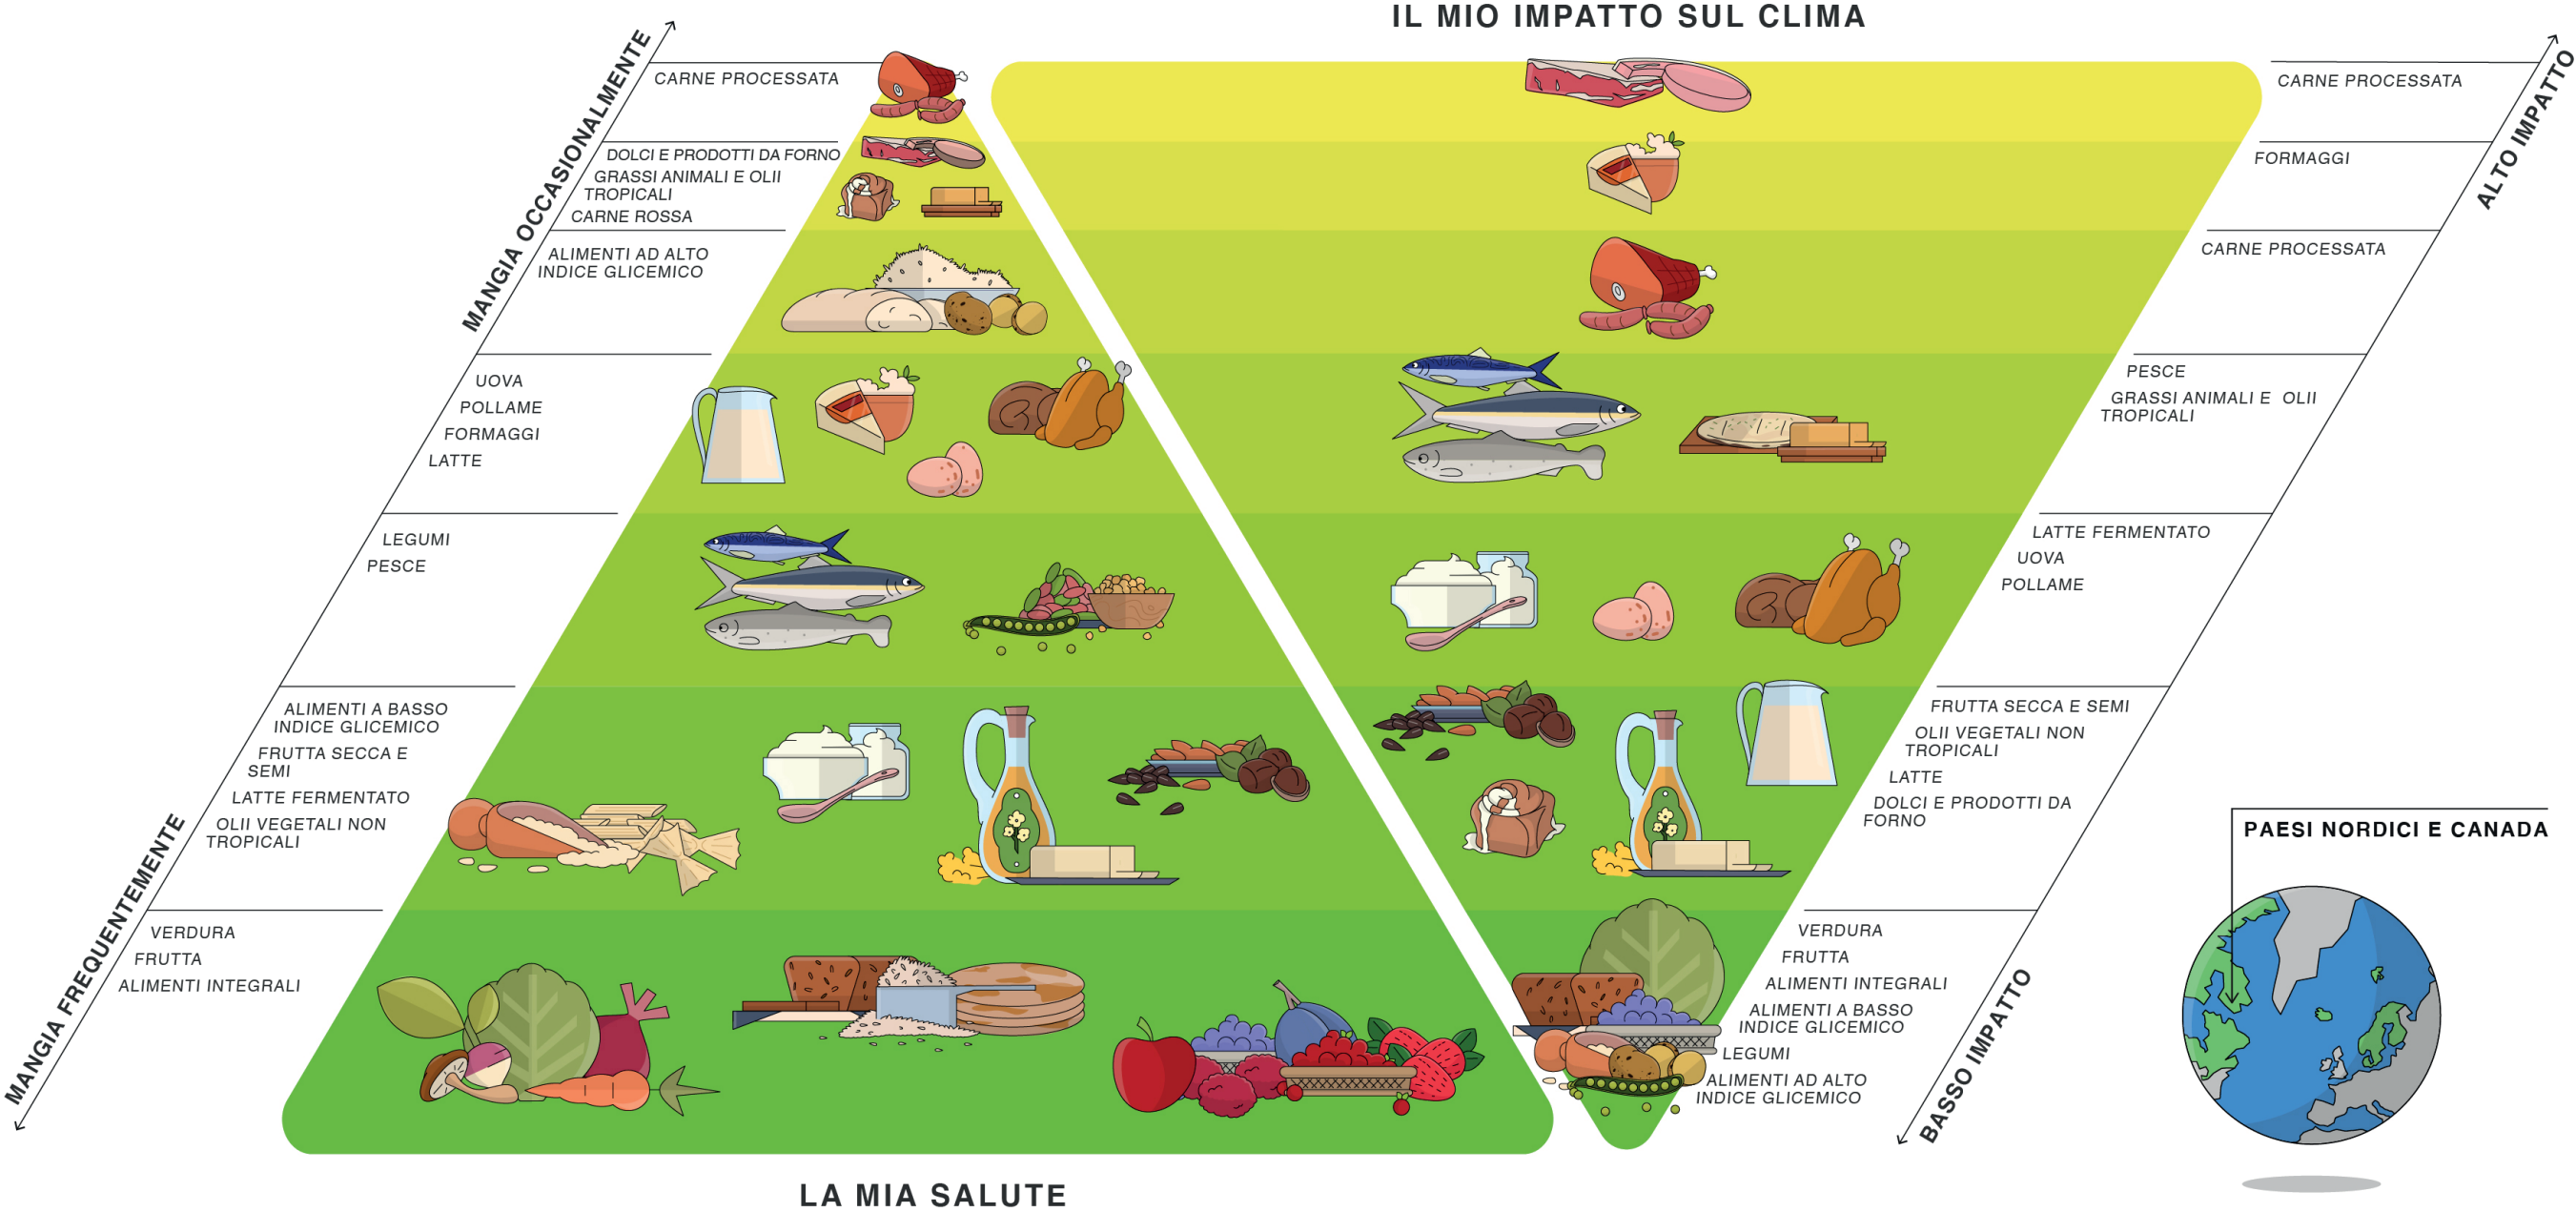 IL MIO IMPATTO SUL CLIMA
MANGIA OCCASIONALMENTE
CARNE PROCESSATA
DOLCI E PRODOTTI DA FORNO
GRASSI ANIMALI E OLII
TROPICALI
CARNE ROSSA
ALIMENTI AD ALTO
INDICE GLICEMICO
UOVA
POLLAME
FORMAGGI
LATTE
LEGUMI
PESCE
ALIMENTI A BASSO
INDICE GLICEMICO
FRUTTA SECCA E
SEMI
LATTE FERMENTATO
OLII VEGETALI NON
TROPICALI
VERDURA
FRUTTA
ALIMENTI INTEGRALI
MANGIA FREQUENTEMENTE
LA MIA SALUTE
ALTO IMPATTO
CARNE PROCESSATA
FORMAGGI
CARNE PROCESSATA
PESCE
GRASSI ANIMALI E OLII
TROPICALI
LATTE FERMENTATO
UOVA
POLLAME
FRUTTA SECCA E SEMI
OLII VEGETALI NON
TROPICALI
LATTE
DOLCI E PRODOTTI DA
FORNO
VERDURA
FRUTTA
ALIMENTI INTEGRALI
ALIMENTI A BASSO
INDICE GLICEMICO
LEGUMI
ALIMENTI AD ALTO
INDICE GLICEMICO
BASSO IMPATTO
PAESI NORDICI E CANADA